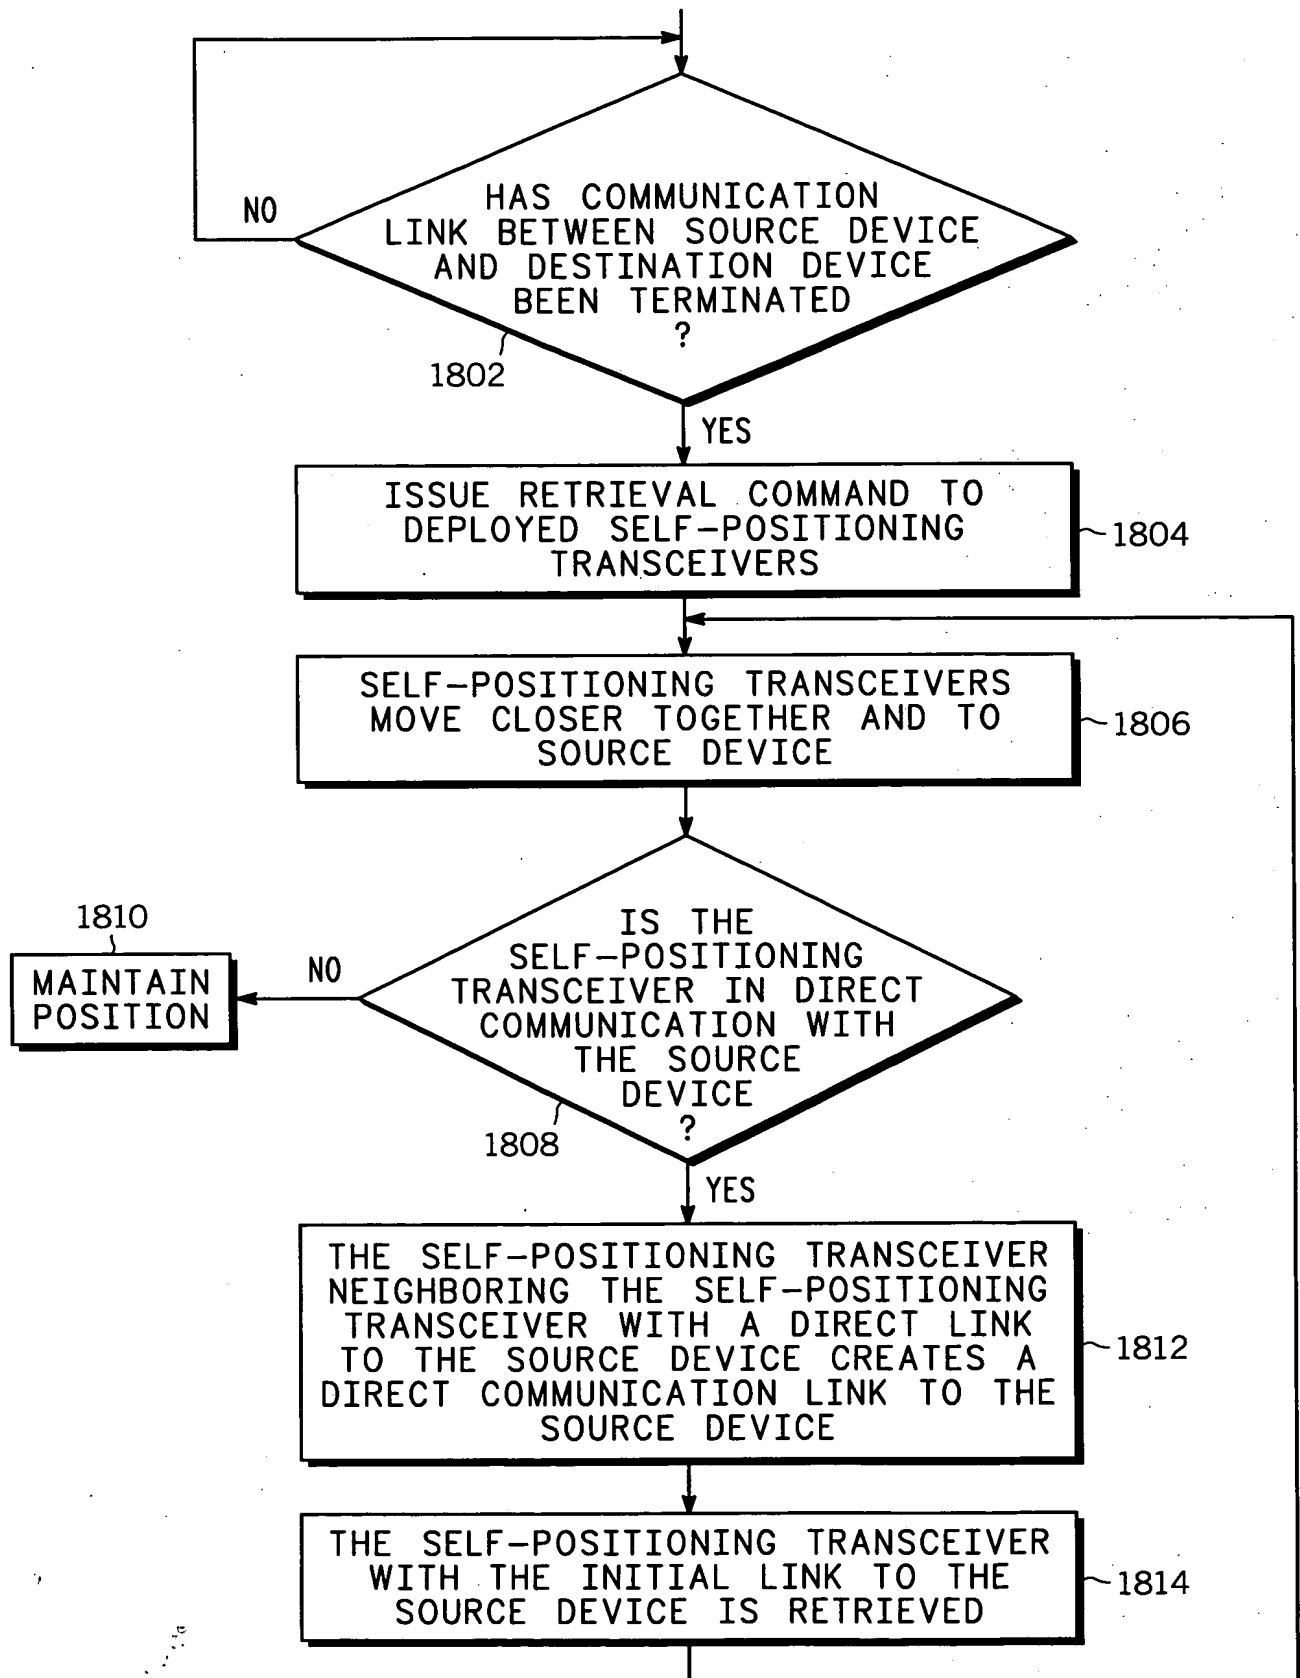 HAS COMMUNICATION
LINK BETWEEN SOURCE DEVICE
AND DESTINATION DEVICE
BEEN TERMINATED
?
NO
1802
YES
ISSUE RETRIEVAL COMMAND TO
DEPLOYED SELF-POSITIONING
TRANSCEIVERS
1804
SELF-POSITIONING TRANSCEIVERS
MOVE CLOSER TOGETHER AND TO
SOURCE DEVICE
1806
IS THE
SELF-POSITIONING
TRANSCEIVER IN DIRECT
COMMUNICATION WITH
THE SOURCE
DEVICE
?
1808
NO
1810
MAINTAIN
POSITION
YES
THE SELF-POSITIONING TRANSCEIVER
NEIGHBORING THE SELF-POSITIONING
TRANSCEIVER WITH A DIRECT LINK
TO THE SOURCE DEVICE CREATES A
DIRECT COMMUNICATION LINK TO THE
SOURCE DEVICE
1812
THE SELF-POSITIONING TRANSCEIVER
WITH THE INITIAL LINK TO THE
SOURCE DEVICE IS RETRIEVED
1814